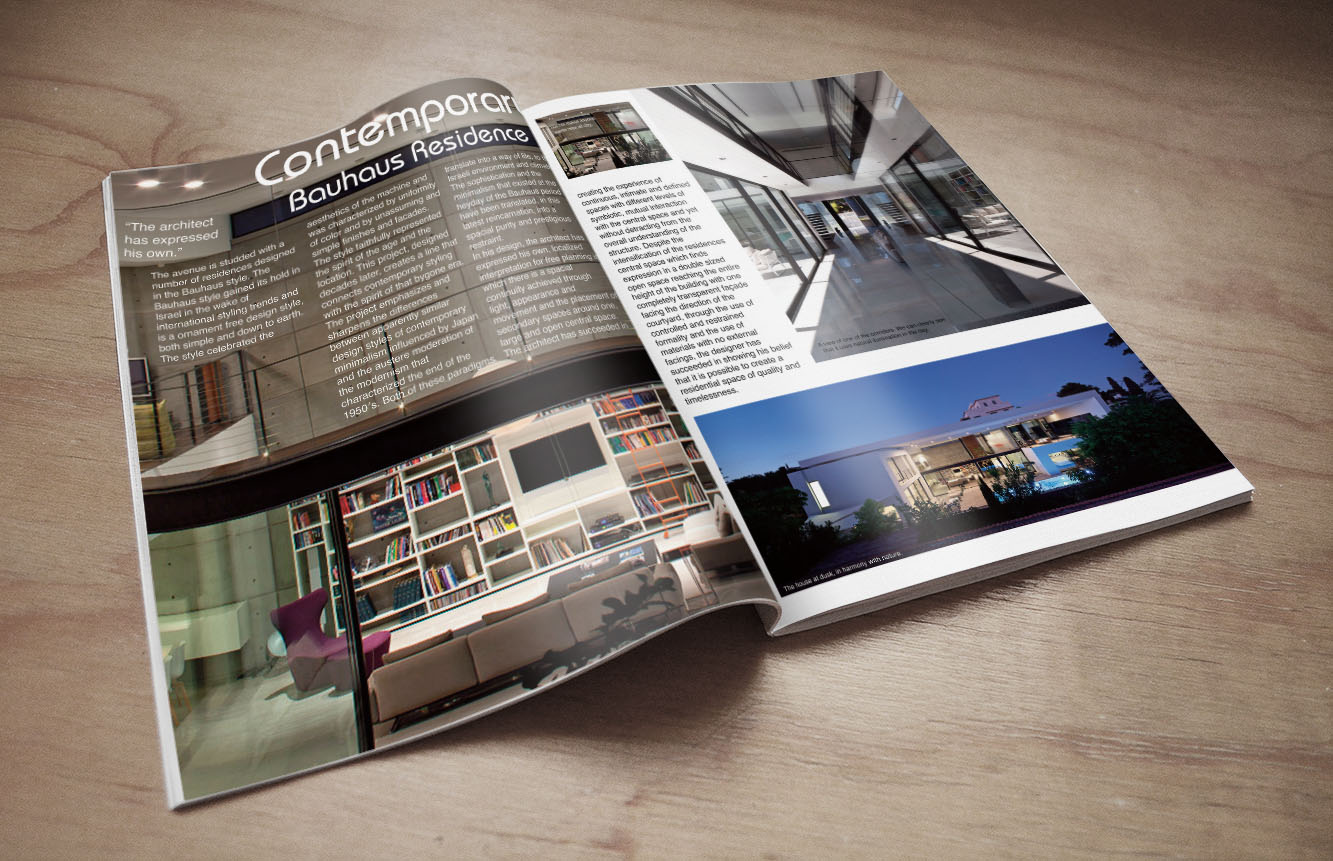 Contemporar
Bauhaus Residence
"The architect
has expressed
his own."
The avenue is studded with a
number of residences designed
in the Bauhaus style. The
Bauhaus style gained its hold in
Israel in the wake of
international styling trends and
is a ornament free design style,
both simple and down to earth.
The style celebrated the
aesthetics of the machine and
was characterized by uniformity
of color and by unassuming and
simple finishes and facades.
The style faithfully represented
the spirit of the age and the
location. This project, designed
decades later, creates a line that
connects contemporary styling
with the spirit of that bygone era.
The project emphasizes and
sharpens the differences
between apparently similar
design styles of contemporary
minimalism influenced by Japan
and the austere moderation of
the modernism that
characterized the end of the
1950's. Both of these paradigms
translate into a way of life, to
Israeli environment and climate.
The sophistication and the
minimalism that existed at the
heyday of the Bauhaus period
have been translated, in this
latest reincarnation, into a
spacial purity and prodigious
restraint.
In his design, the architect has
expressed his own, localized
interpretation for free planning
which there is a spacial
continuity achieved through
light appearance and
movement and the placement of
secondary spaces around one
large and open central space.
The architect has succeeded in
creating the experience of
continuous, intimate and defined
spaces with different levels of
symbiotic, mutual interaction
with the central space and yet
without detracting from the
overall understanding of the
structure. Despite the
intensification of the residences
central space which finds
expression in a double sized
open space reaching the entire
height of the building with one
completely transparent façade
facing the direction of the
courtyard, through the use of
controlled and restrained
formality and the use of
materials with no external
facings, the designer has
succeeded in showing his belief
that it is possible to create a
residential space of quality and
timelessness.
A view of one of the corridors. We can clearly see
that it uses natural illumination in the day.
The house at dusk, in harmony with nature.